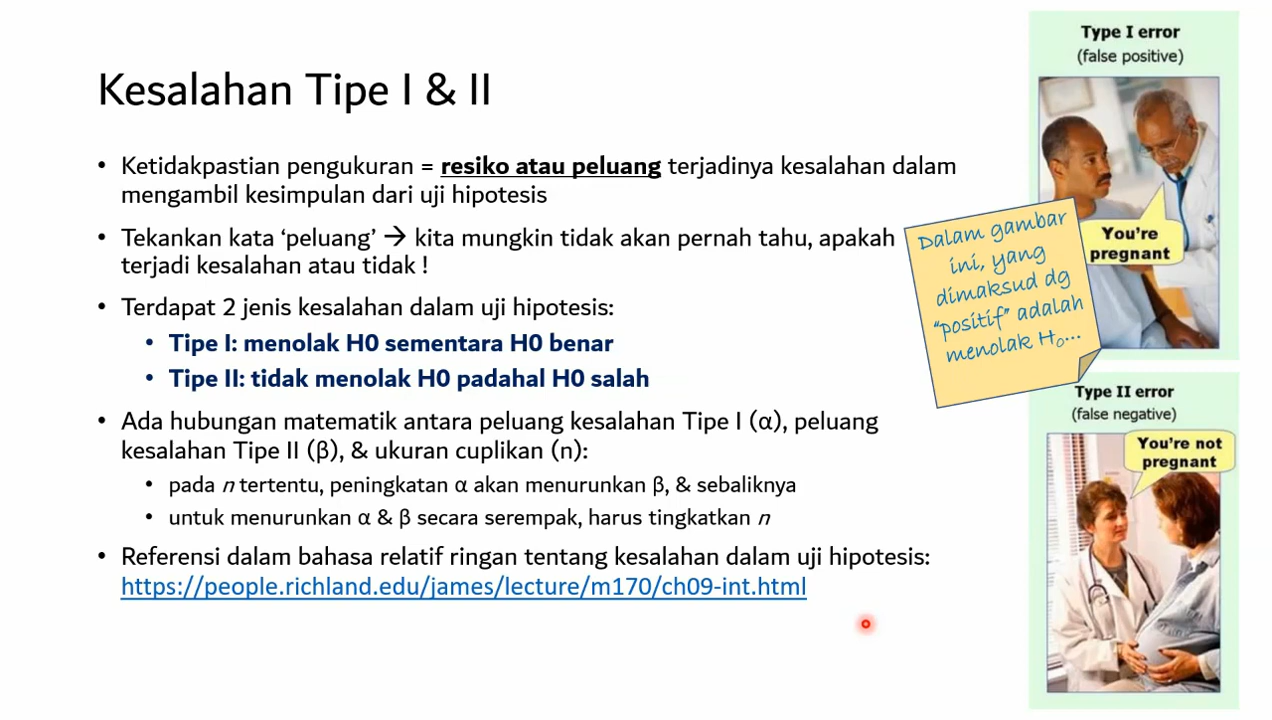 Kesalahan Tipe I & II
• Ketidakpastian pengukuran = resiko atau peluang terjadinya kesalahan dalam
mengambil kesimpulan dari uji hipotesis
• Tekankan kata ‘peluang’ → kita mungkin tidak akan pernah tahu, apakah
terjadi kesalahan atau tidak !
• Terdapat 2 jenis kesalahan dalam uji hipotesis:
• Tipe I: menolak H0 sementara H0 benar
• Tipe II: tidak menolak H0 padahal H0 salah
• Ada hubungan matematik antara peluang kesalahan Tipe I (α), peluang
kesalahan Tipe II (β), & ukuran cuplikan (n):
• pada n tertentu, peningkatan α akan menurunkan β, & sebaliknya
• untuk menurunkan α & β secara serempak, harus tingkatkan n
• Referensi dalam bahasa relatif ringan tentang kesalahan dalam uji hipotesis:
https://people.richland.edu/james/lecture/m170/ch09-int.html
Dalam gambar
ini, yang
dimaksud dg
“positif” adalah
menolak H₀...
Type I error
(false positive)
You’re
pregnant
Type II error
(false negative)
You’re not
pregnant